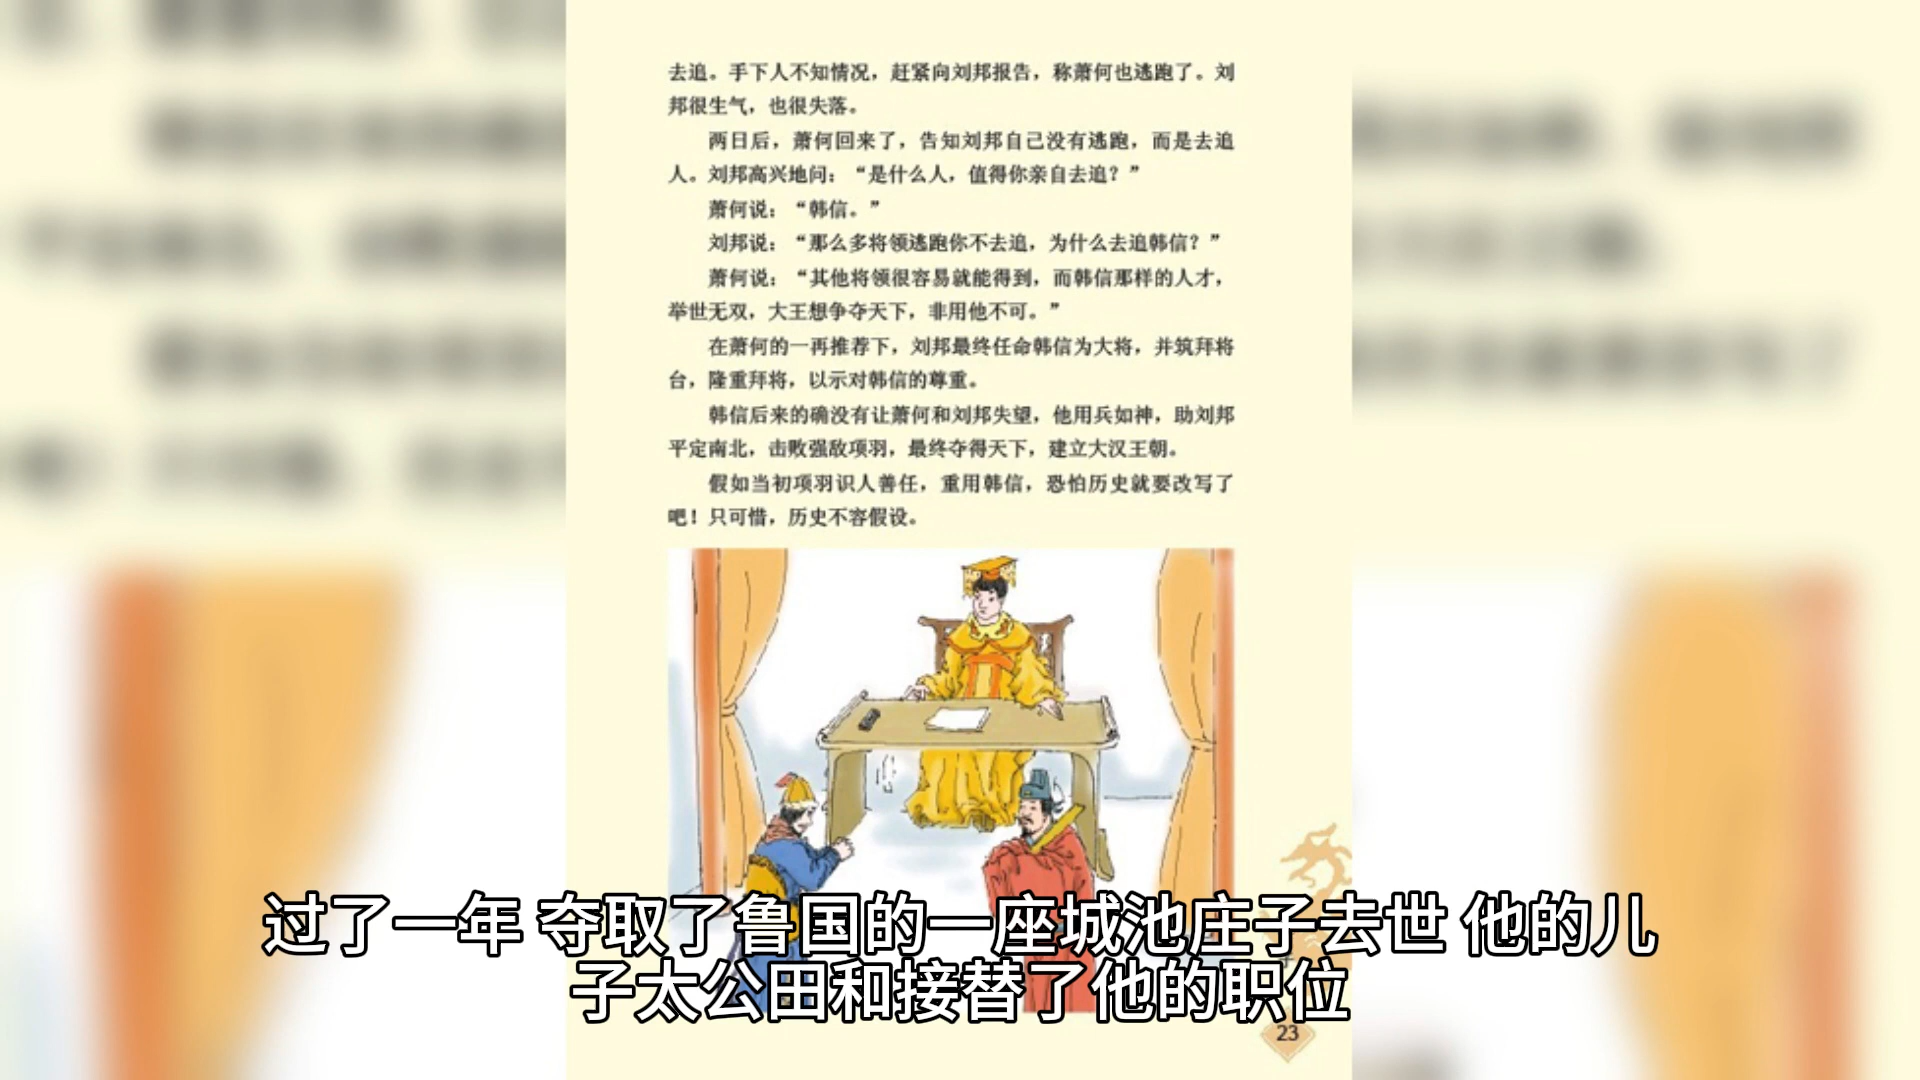 去追。手下人不知情况，赶紧向刘邦报告，称萧何也逃跑了。刘
邦很生气，也很失落。
两日后，萧何回来了，告知刘邦自己没有逃跑，而是去追
人。刘邦高兴地问：“是什么人，值得你亲自去追？”
萧何说：“韩信。”
刘邦说：“那么多将领逃跑你不去追，为什么去追韩信？”
萧何说：“其他将领很容易就能得到，而韩信那样的人才，
举世无双，大王想争夺天下，非用他不可。”
在萧何的一再推荐下，刘邦最终任命韩信为大将，并筑拜将
台，隆重拜将，以示对韩信的尊重。
韩信后来的确没有让萧何和刘邦失望，他用兵如神，助刘邦
平定南北，击败强敌项羽，最终夺得天下，建立大汉王朝。
假如当初项羽识人善任，重用韩信，恐怕历史就要改写了
吧！只可惜，历史不容假设。
过了一年 夺取了鲁国的一座城池庄子去世 他的儿
子太公田和接替了他的职位
23